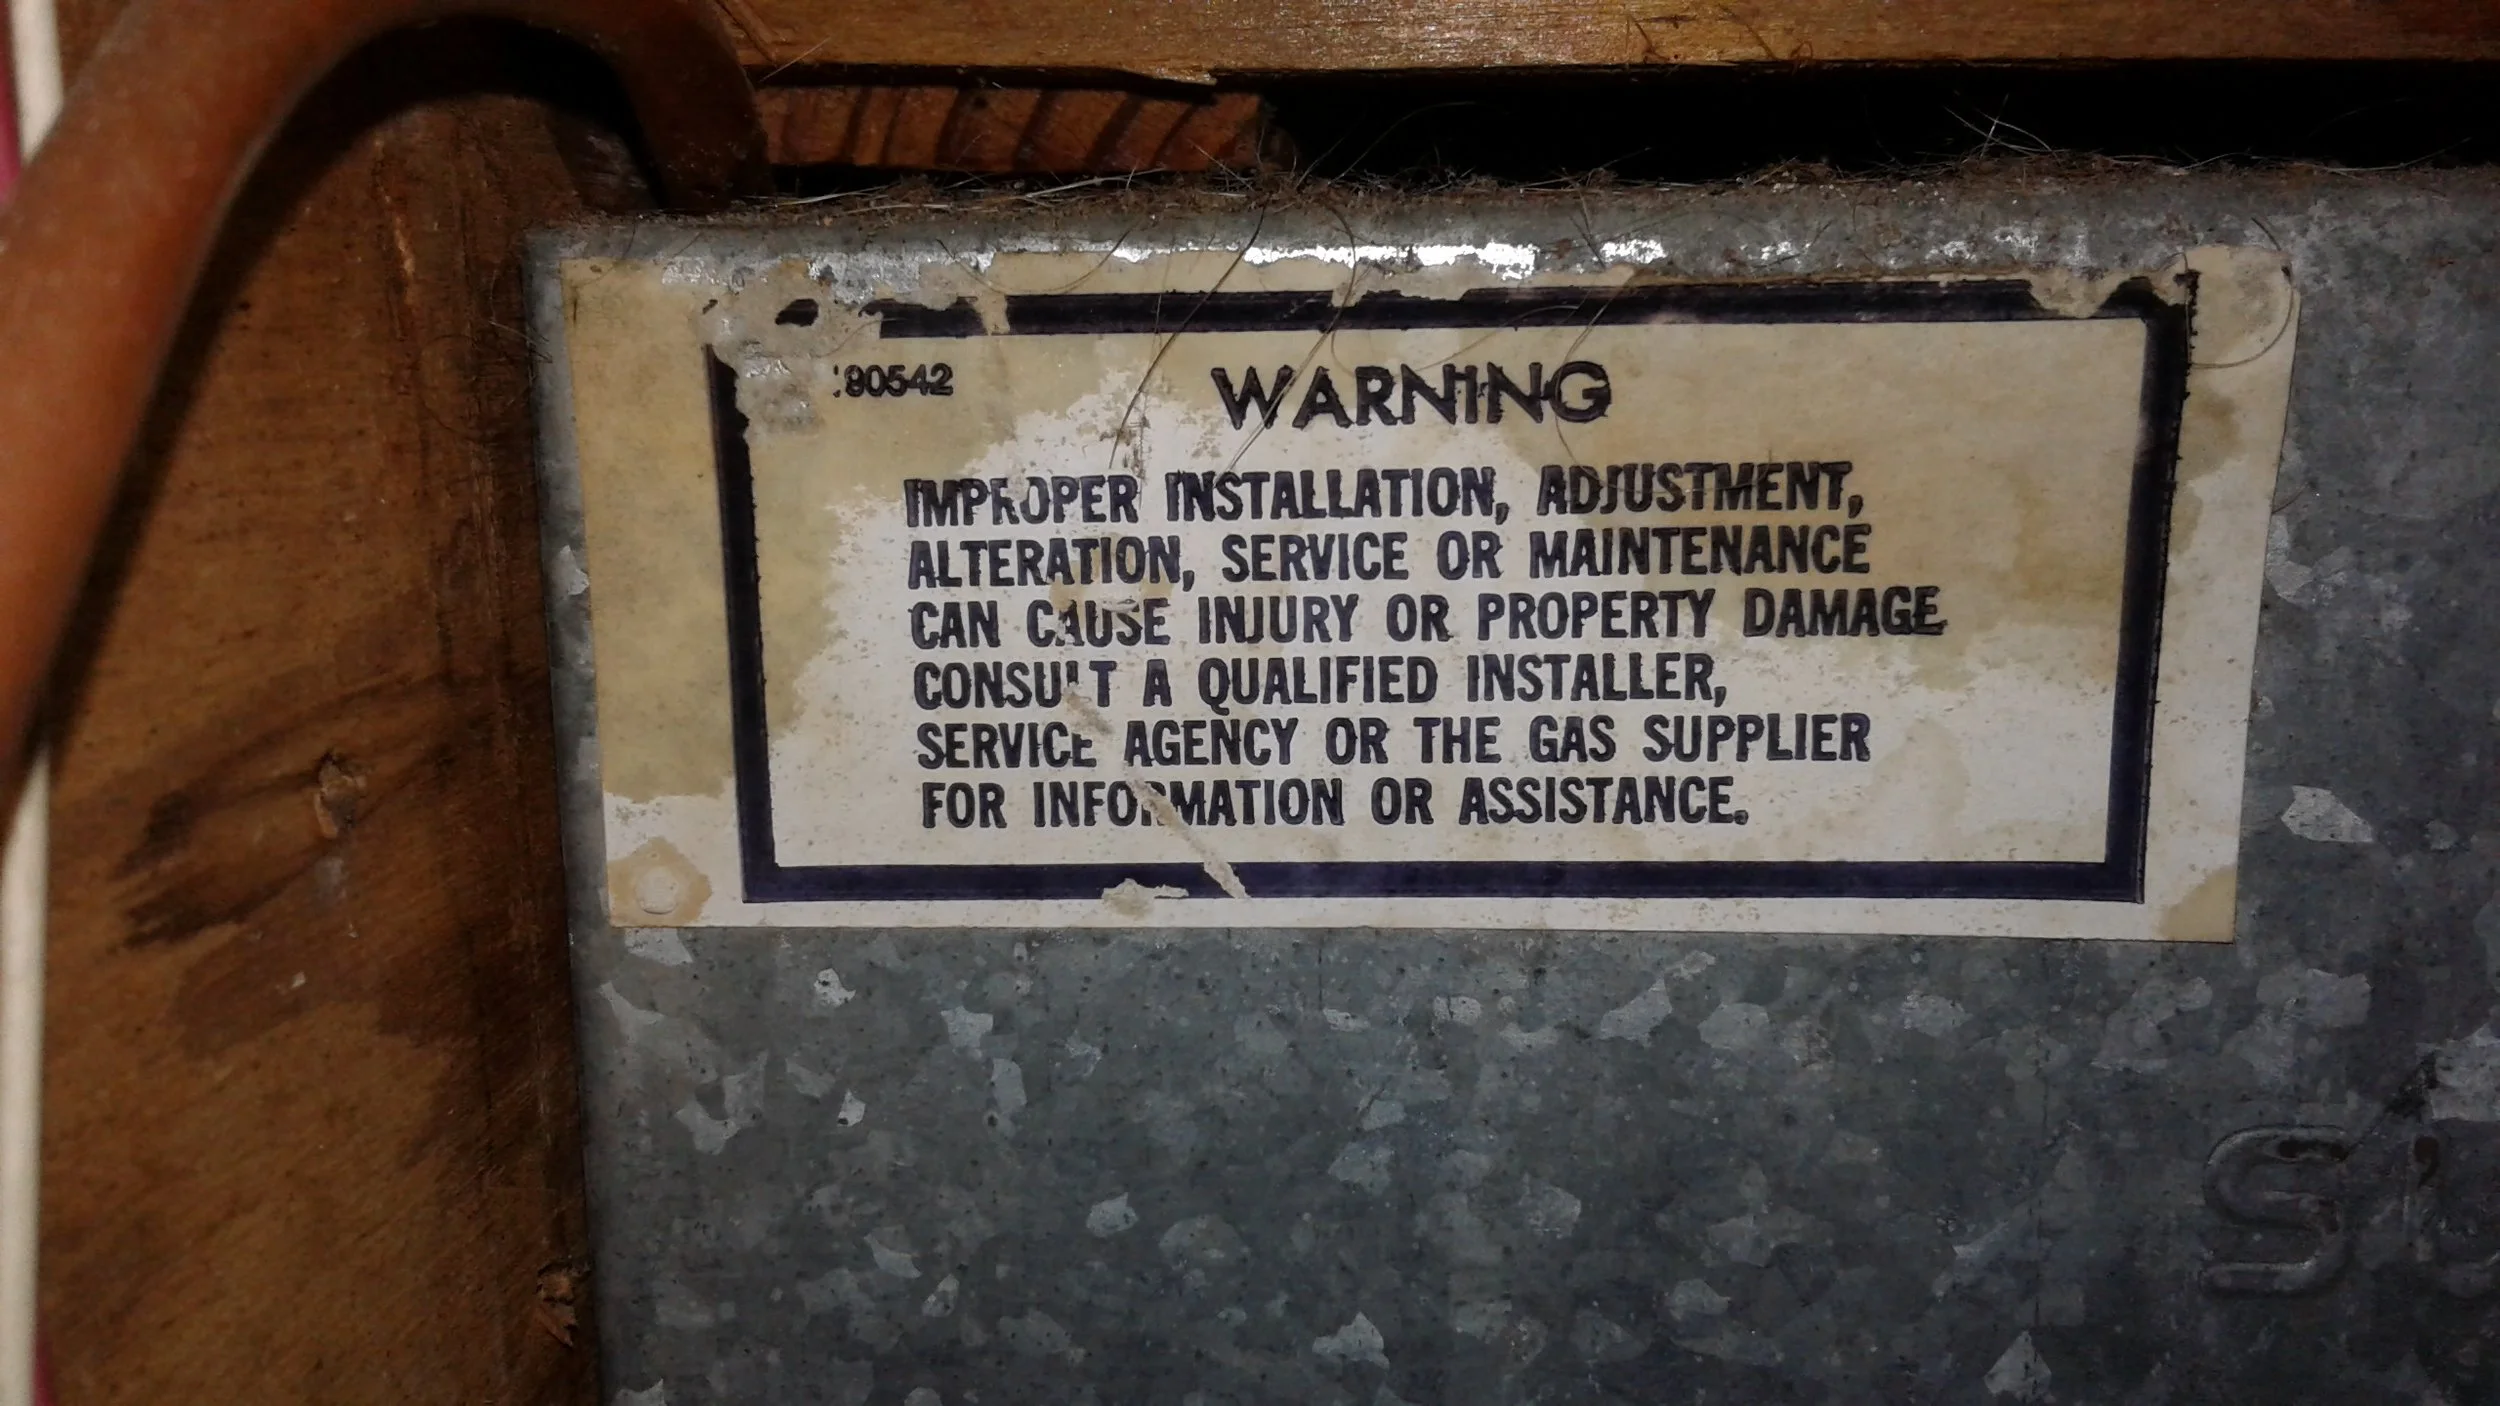 80542
WARNING
IMPROPER INSTALLATION, ADJUSTMENT,
ALTERATION, SERVICE OR MAINTENANCE
CAN CAUSE INJURY OR PROPERTY DAMAGE
CONSULT A QUALIFIED INSTALLER,
SERVICE AGENCY OR THE GAS SUPPLIER
FOR INFORMATION OR ASSISTANCE.